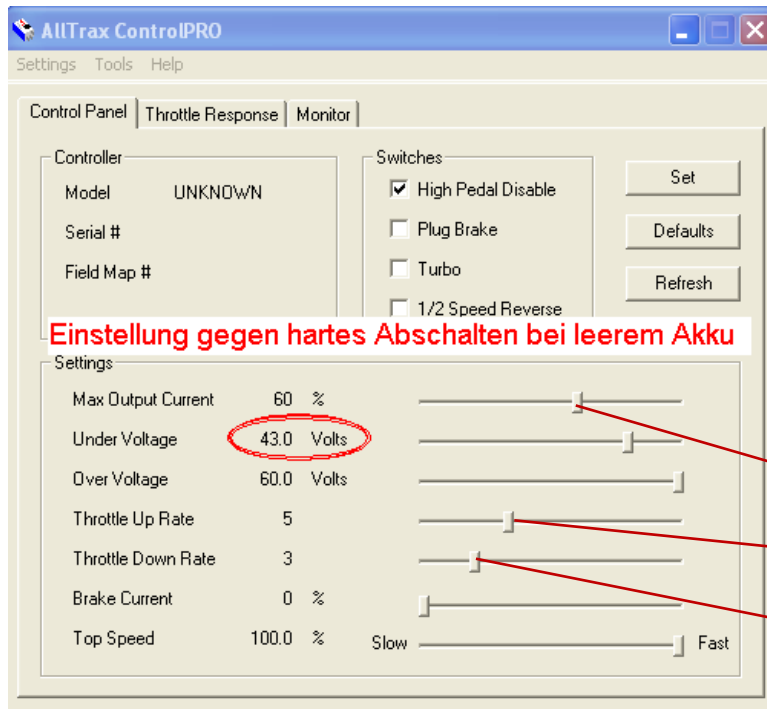 AllTrax ControlPRO
Settings Tools Help
Control Panel Throttle Response Monitor
Controller
Model UNKNOWN
Serial #
Field Map #
Switches
High Pedal Disable
Plug Brake
Turbo
1/2 Speed Reverse
Set
Defaults
Refresh
Einstellung gegen hartes Abschalten bei leerem Akku
Settings
Max Output Current 60 %
Under Voltage 43.0 Volts
Over Voltage 60.0 Volts
Throttle Up Rate 5
Throttle Down Rate 3
Brake Current 0 %
Top Speed 100.0 % Slow Fast